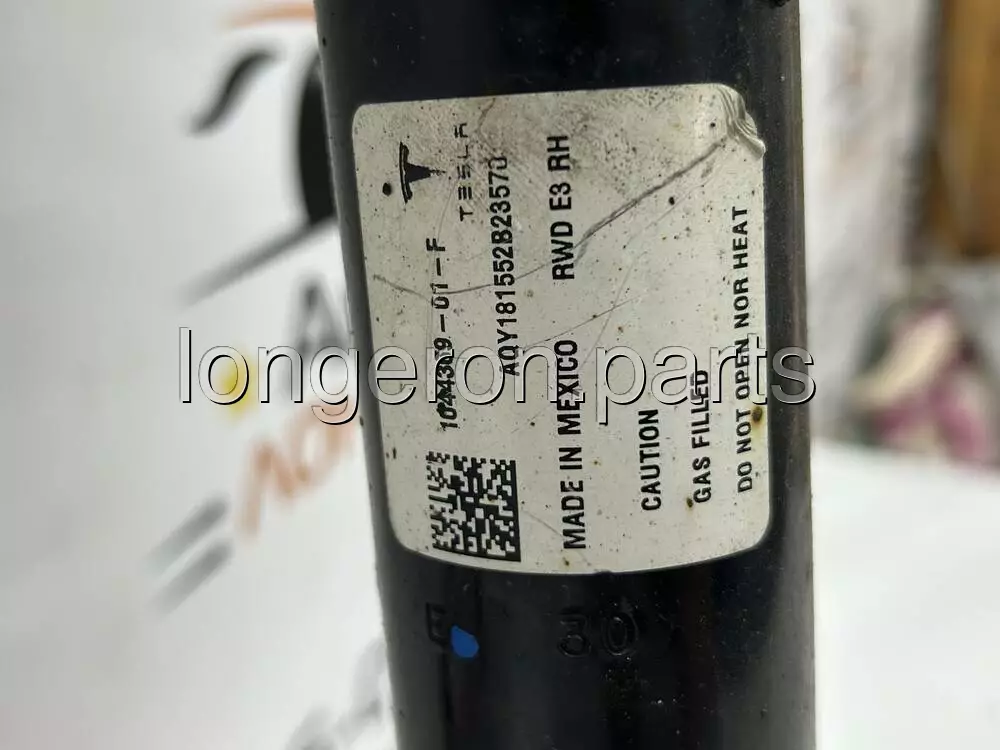 TESLA
1044369-01-F
AQY181552B23570
MADE IN MEXICO RWD E3 RH
CAUTION
GAS FILLED
DO NOT OPEN NOR HEAT
longeron parts
E 30